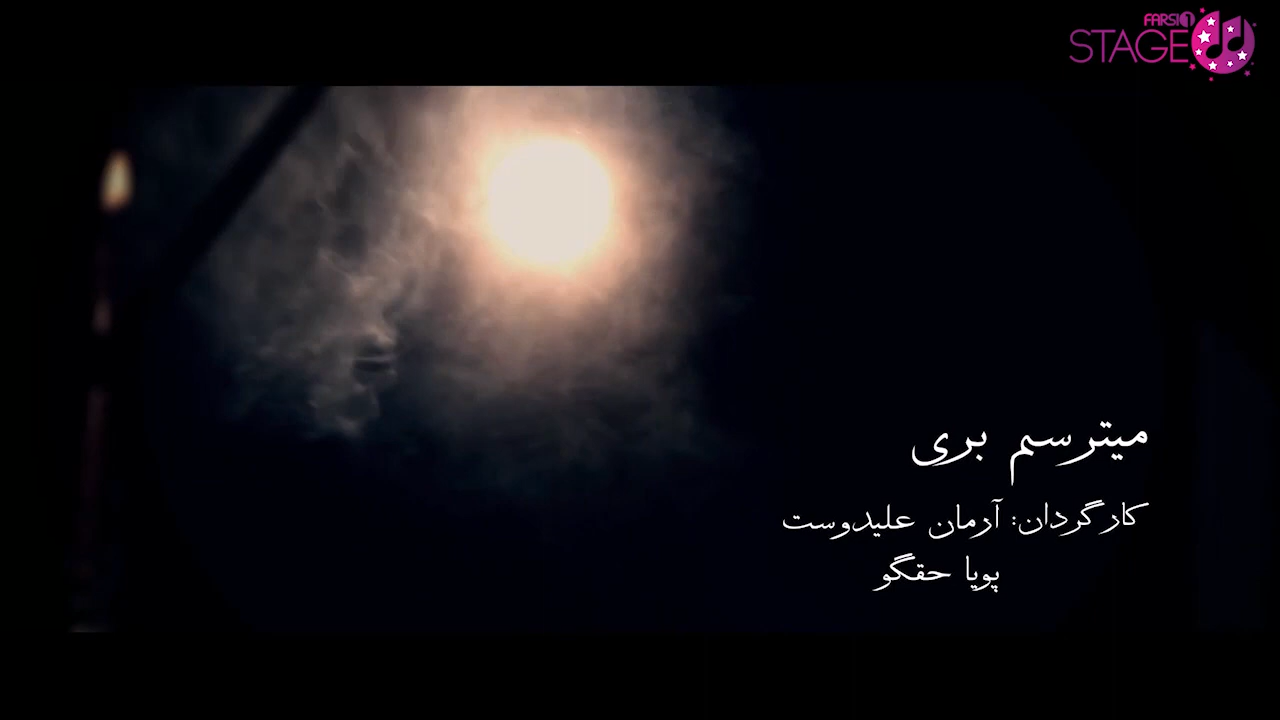 FARSI1
STAGE
میترسم بری
کارگردان: آرمان علیدوست
پویا حقگو